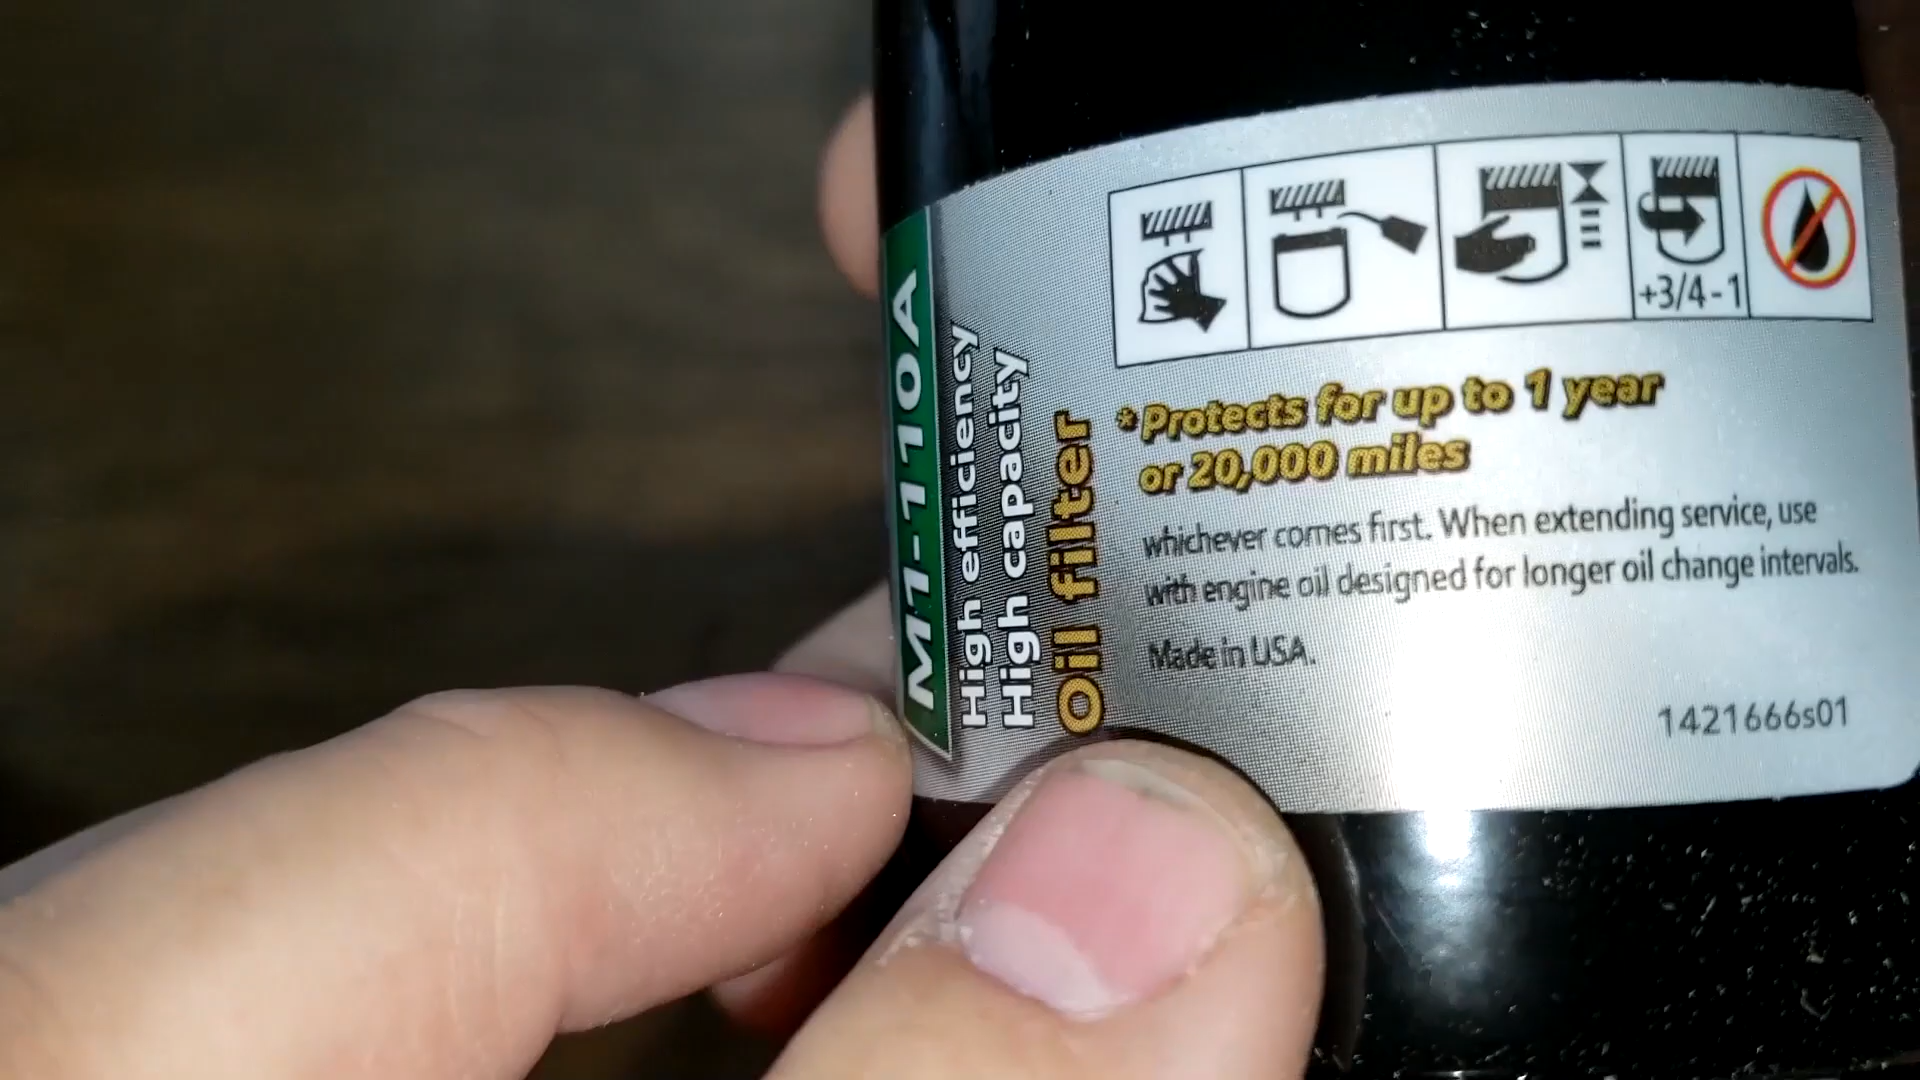 M1-110A
High efficiency
High capacity
oil filter
+3/4-1
*Protects for up to 1 year
or 20,000 miles
whichever comes first. When extending service, use
with engine oil designed for longer oil change intervals.
Made in USA.
1421666s01